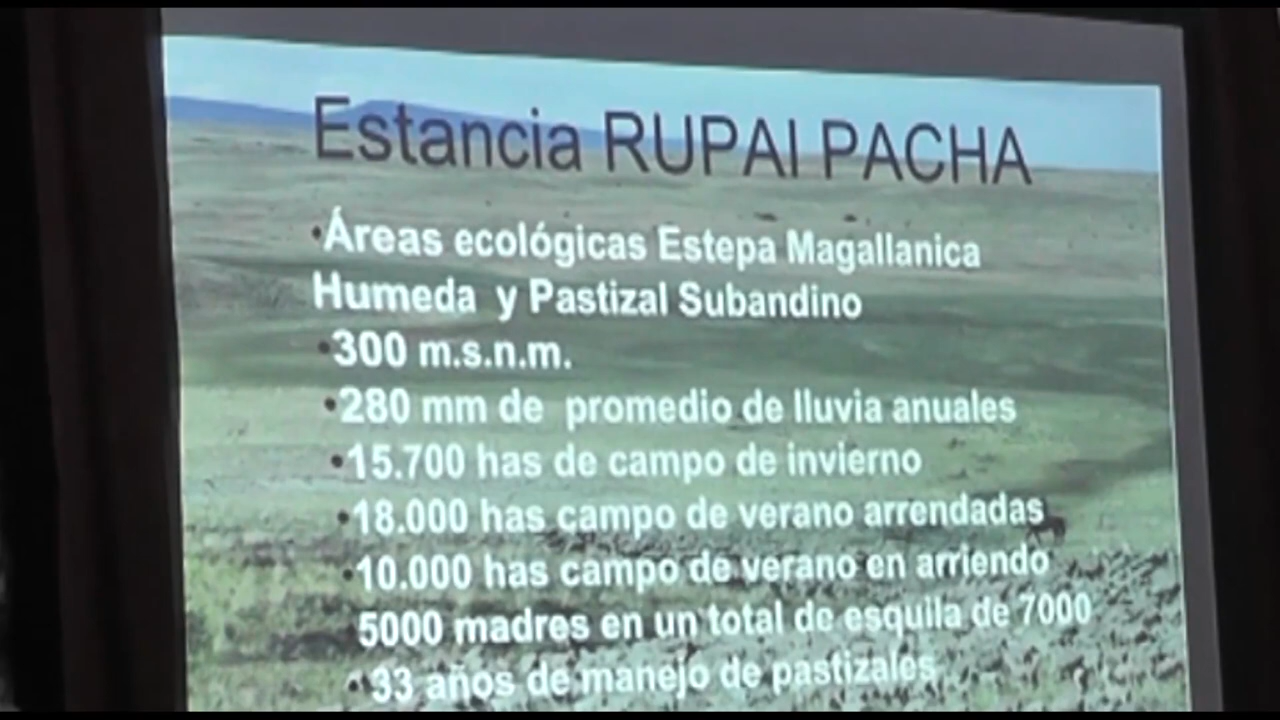 Estancia RUPAI PACHA
•Áreas ecológicas Estepa Magallanica
Humeda y Pastizal Subandino
•300 m.s.n.m.
•280 mm de promedio de lluvia anuales
•15.700 has de campo de invierno
•18.000 has campo de verano arrendadas
•10.000 has campo de verano en arriendo
5000 madres en un total de esquila de 7000
•33 años de manejo de pastizales